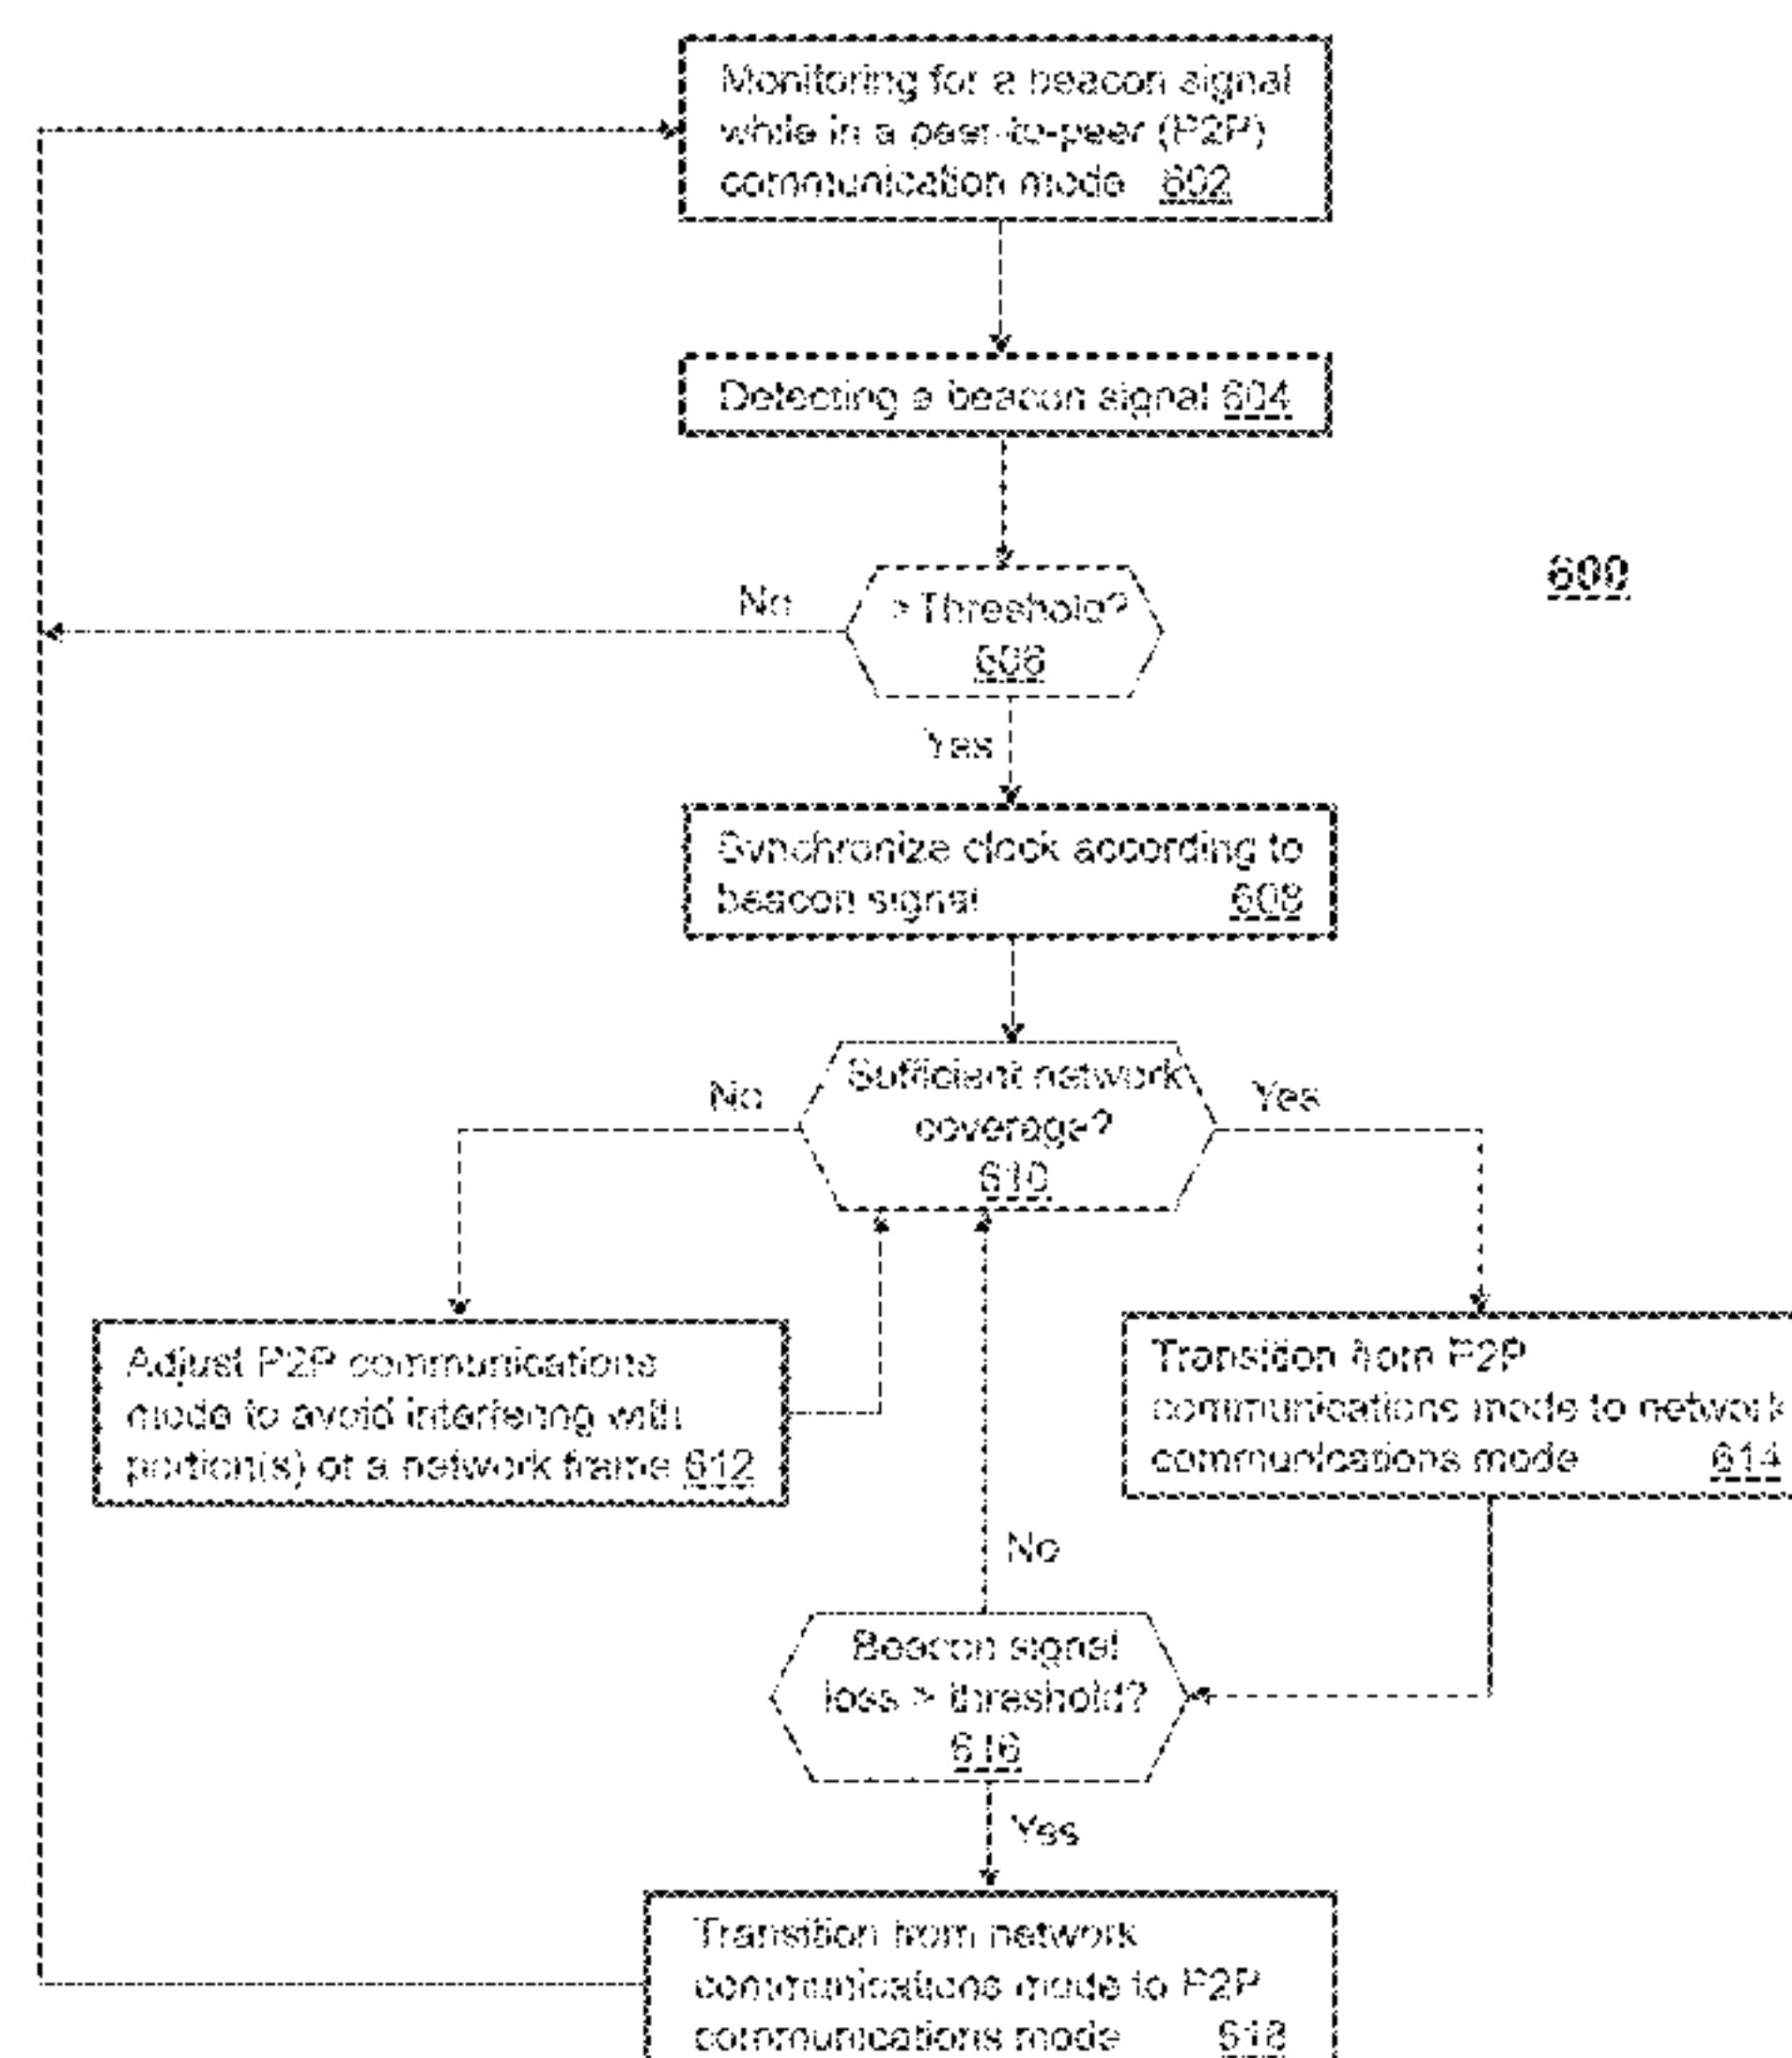 Monitoring for a beacon signal
while in a peer-to-peer (P2P)
communication mode 602
Detecting a beacon signal 604
600
No
> Threshold?
606
Yes
Synchronize clock according to
beacon signal 608
No
Sufficient network
coverage?
610
Yes
Adjust P2P communications
mode to avoid interfering with
portion(s) of a network frame 612
Transition from P2P
communications mode to network
communications mode 614
No
Beacon signal
loss > threshold?
616
Yes
Transition from network
communications mode to P2P
communications mode 618